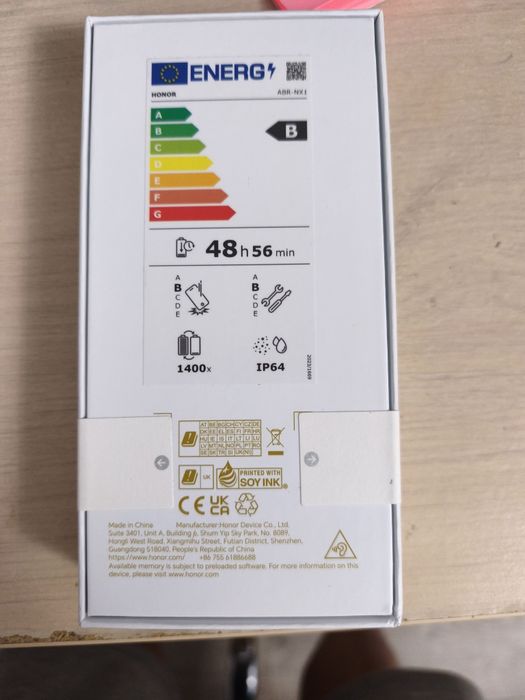 ENERG
HONOR ABR-NX1
A
B
C
D
E
F
G
B
48 h 56 min
A
B
C
D
E
A
B
C
D
E
1400x
IP64
2023/1669
AT BE BG CH CY CZ DE
DK EE EL ES FI FR HR
HU IE IS IT LT LI LV
LV MT NL NO PL PT RO
SE SK TR SI UK(NI)
UK
PRINTED WITH
SOY INK
CE UK
CA
Made in China Manufacturer:Honor Device Co., Ltd.
Suite 3401, Unit A, Building 6, Shum Yip Sky Park, No. 8089,
Hongli West Road, Xiangmihu Street, Futian District, Shenzhen,
Guangdong 518040, People's Republic of China
https://www.honor.com/ +86 755 61886688
Available memory is subject to preloaded software. For more information on this
device, please visit www.honor.com